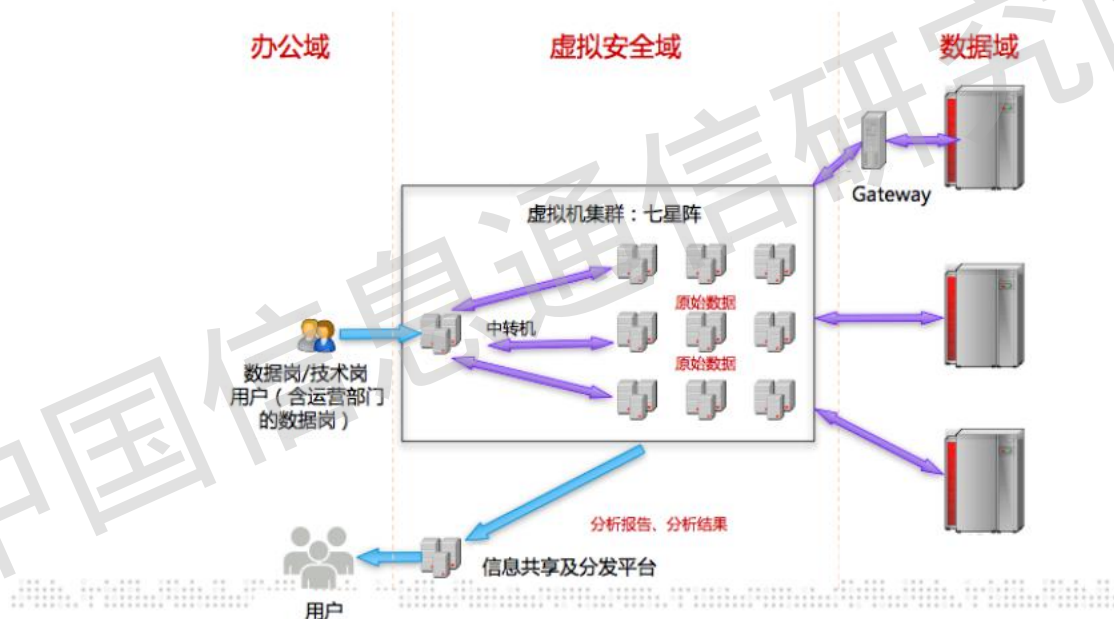 办公域
虚拟安全域
数据域
Gateway
虚拟机集群：七星阵
原始数据
中转机
原始数据
数据岗/技术岗
用户（含运营部门
的数据岗）
分析报告、分析结果
信息共享及分发平台
用户
中国信息通信研究院